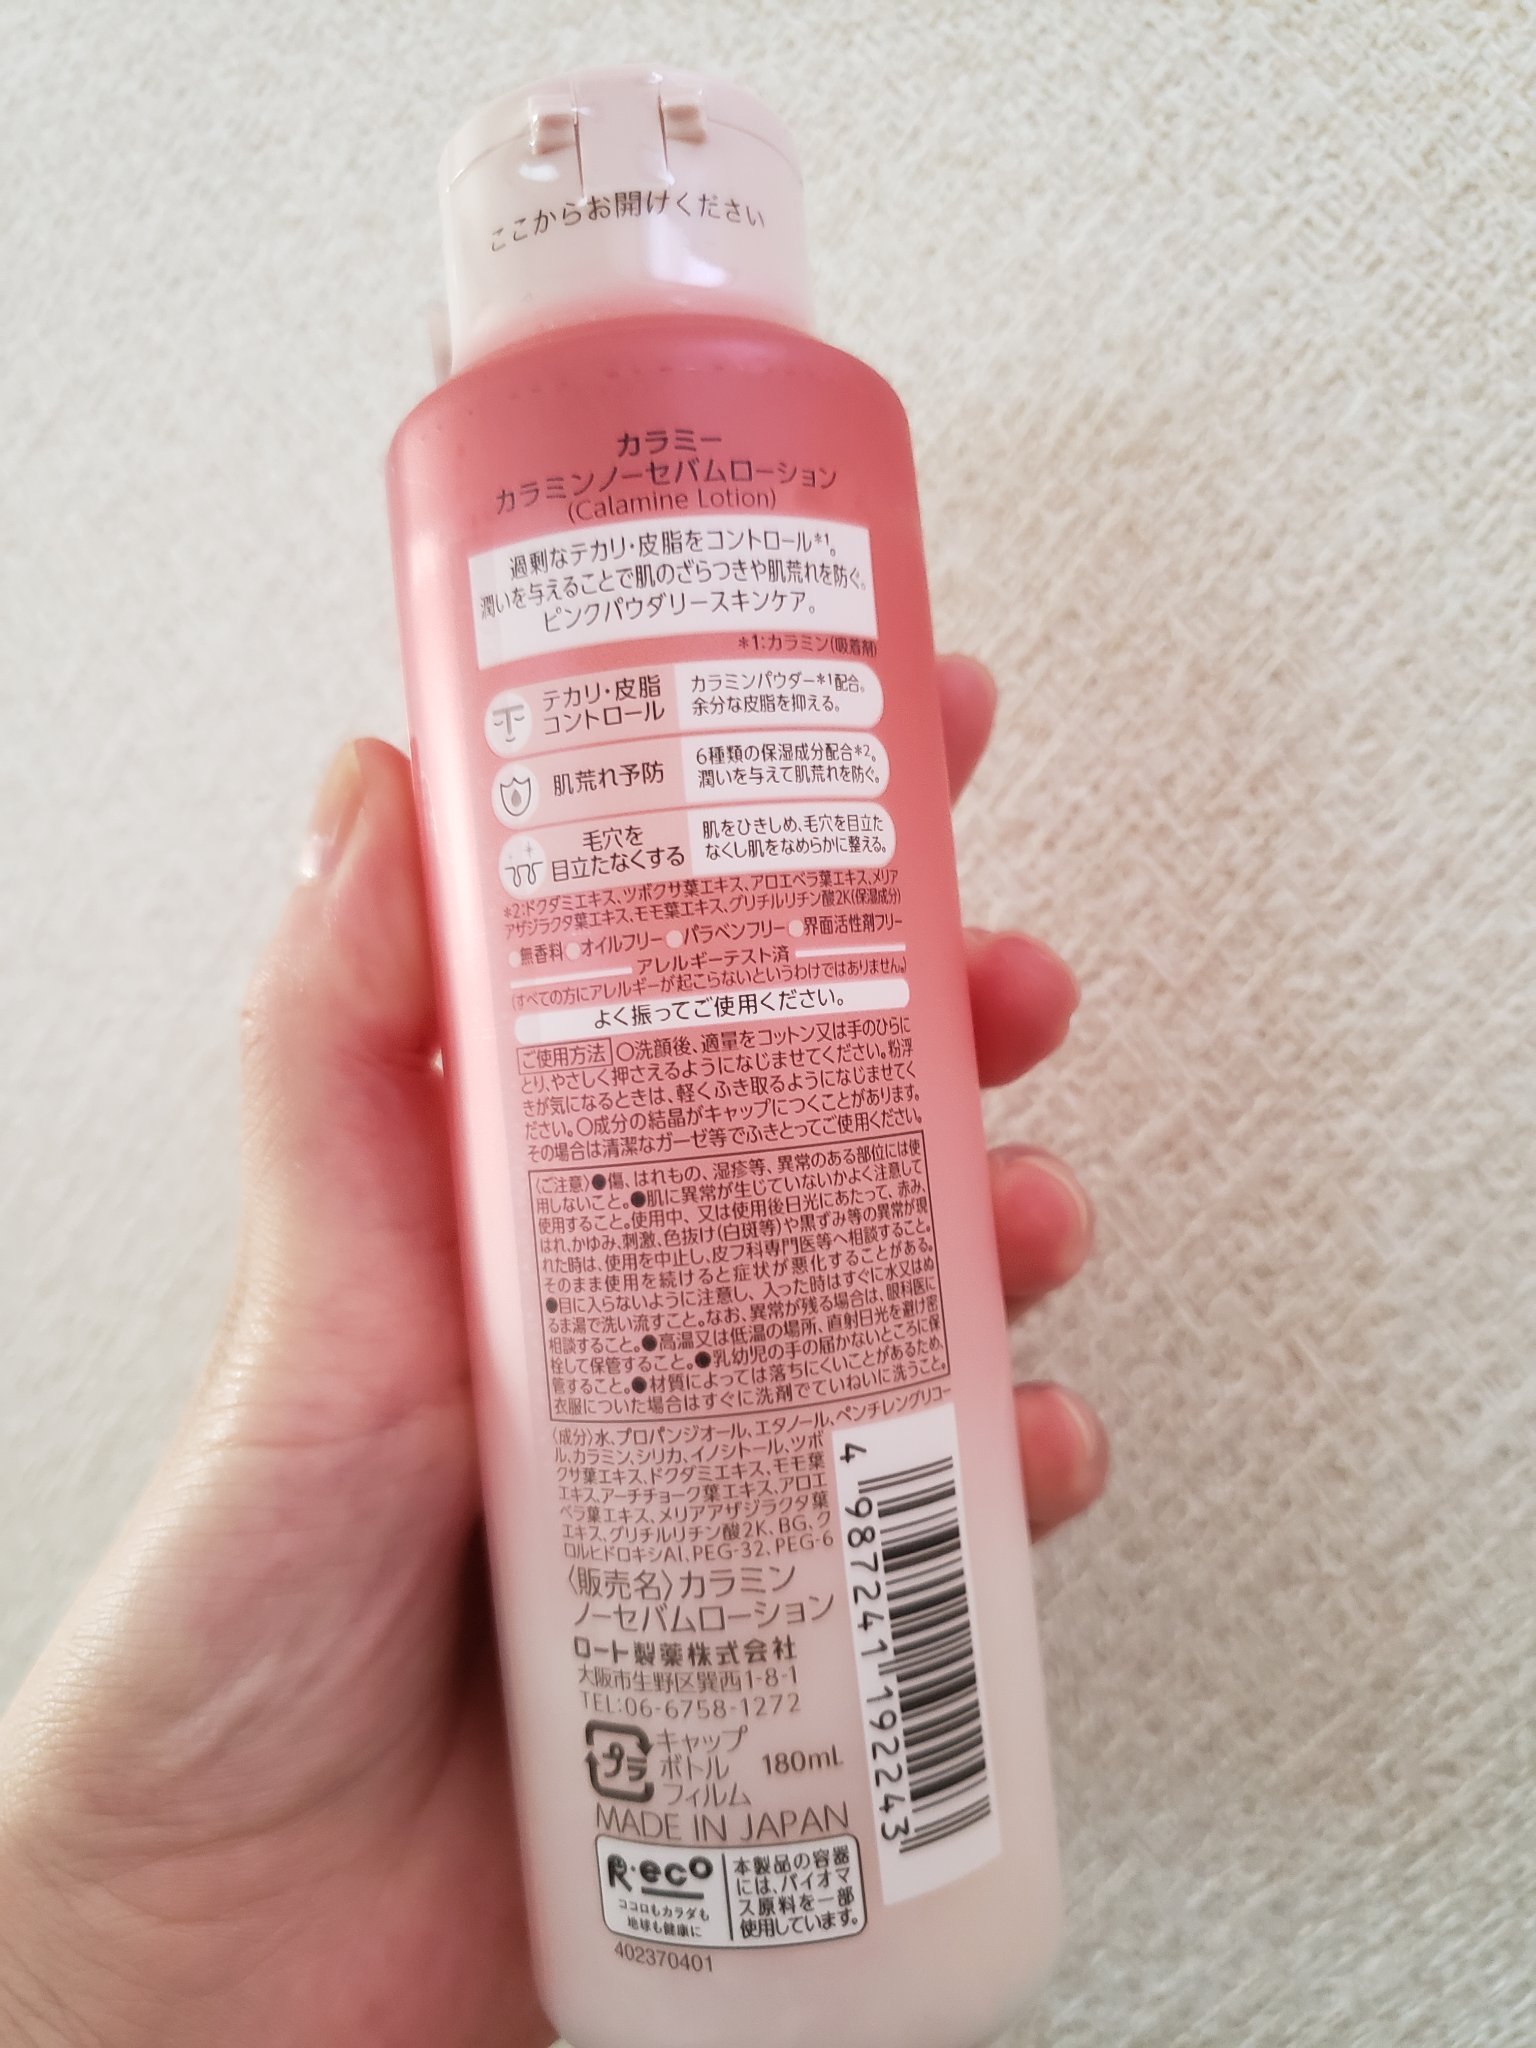 ここからお開けください
カラミー
カラミンノーセバムローション
(Calamine Lotion)
過剰なテカリ・皮脂をコントロール*1。
潤いを与えることで肌のざらつきや肌荒れを防ぐ。
ピンクパウダリースキンケア。
*1:カラミン(吸着剤)
テカリ・皮脂
コントロール
カラミンパウダー*1配合。
余分な皮脂を抑える。
肌荒れ予防
6種類の保湿成分配合*2。
潤いを与えて肌荒れを防ぐ。
毛穴を
目立たなくする
肌をひきしめ、毛穴を目立た
なくし肌をなめらかに整える。
*2:ドクダミエキス、ツボクサ葉エキス、アロエベラ葉エキス、メリア
アザジラクタ葉エキス、モモ葉エキス、グリチルリチン酸2K(保湿成分)
●無香料●オイルフリー●パラベンフリー●界面活性剤フリー
アレルギーテスト済
(すべての方にアレルギーが起こらないというわけではありません。)
よく振ってご使用ください。
ご使用方法 ○洗顔後、適量をコットン又は手のひらに
とり、やさしく押さえるようになじませてください。粉浮
きが気になるときは、軽くふき取るようになじませてく
ださい。○成分の結晶がキャップにつくことがあります。
その場合は清潔なガーゼ等でふきとってご使用ください。
〈ご注意〉●傷、はれもの、湿疹等、異常のある部位には使
用しないこと。●肌に異常が生じていないかよく注意して
使用すること。使用中、又は使用後日光にあたって、赤み、
はれ、かゆみ、刺激、色抜け(白斑等)や黒ずみ等の異常が現
れた時は、使用を中止し、皮フ科専門医等へ相談すること。
そのまま使用を続けると症状が悪化することがある。
●目に入らないように注意し、入った時はすぐに水又はぬ
るま湯で洗い流すこと。なお、異常が残る場合は、眼科医に
相談すること。●高温又は低温の場所、直射日光を避け密
栓して保管すること。●乳幼児の手の届かないところに保
管すること。●材質によっては落ちにくいことがあるため、
衣服についた場合はすぐに洗剤でていねいに洗うこと。
〈成分〉水、プロパンジオール、エタノール、ペンチレングリコー
ル、カラミン、シリカ、イノシトール、ツボ
クサ葉エキス、ドクダミエキス、モモ葉
エキス、アーチチョーク葉エキス、アロエ
ベラ葉エキス、メリアアザジラクタ葉
エキス、グリチルリチン酸2K、BG、ク
ロルヒドロキシAl、PEG-32、PEG-6
〈販売名〉カラミン
ノーセバムローション
ロート製薬株式会社
大阪市生野区巽西1-8-1
TEL:06-6758-1272
プラ
キャップ
ボトル
フィルム
180mL
MADE IN JAPAN
R・eco
ココロもカラダも
地球も健康に
本製品の容器
には、バイオマ
ス原料を一部
使用しています。
402370401
4 987241 192243